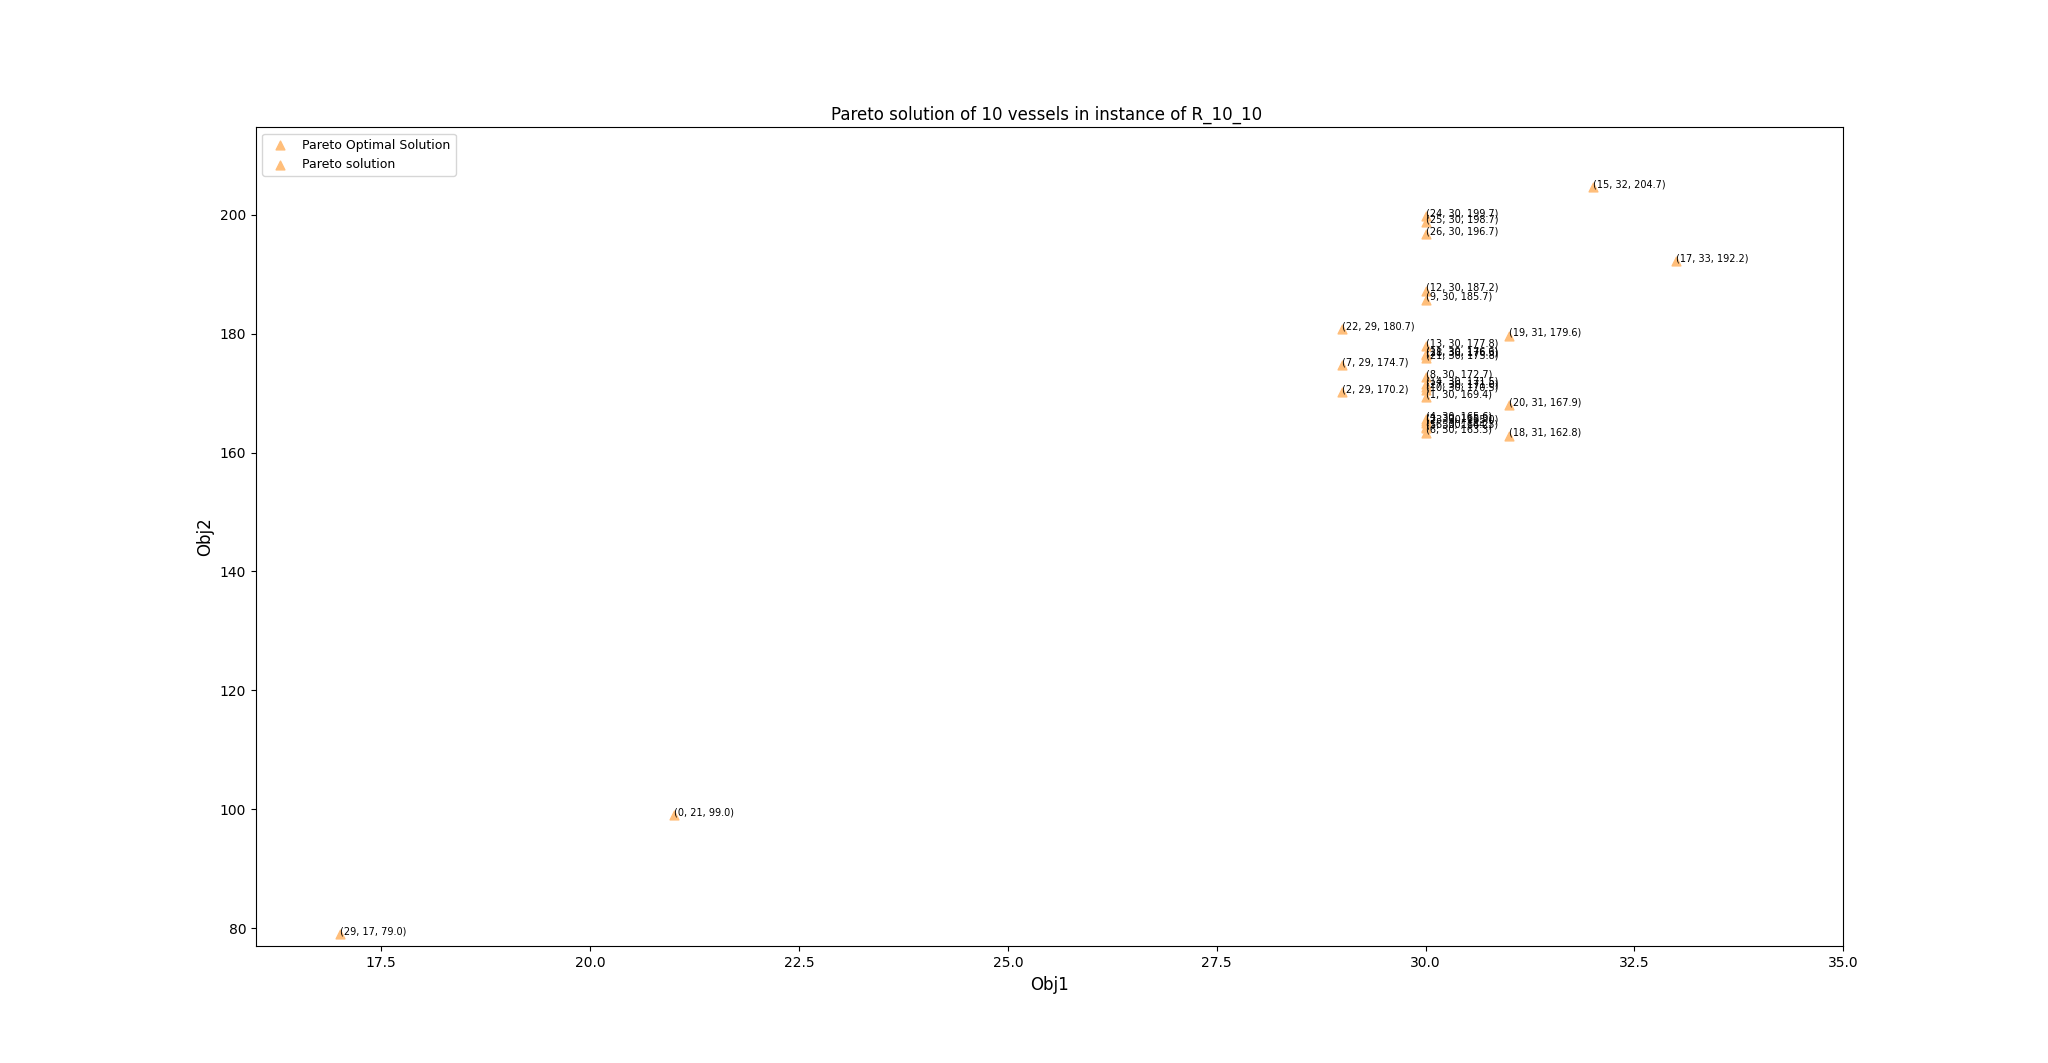 Pareto solution of 10 vessels in instance of R_10_10
Pareto Optimal Solution
Pareto solution
(15, 32, 204.7)
(24, 30, 199.7)
(25, 30, 198.7)
(26, 30, 196.7)
(17, 33, 192.2)
(12, 30, 187.2)
(9, 30, 185.7)
(22, 29, 180.7)
(19, 31, 179.6)
(13, 30, 177.8)
(7, 29, 174.7)
(8, 30, 172.7)
(2, 29, 170.2)
(1, 30, 169.4)
(20, 31, 167.9)
(6, 30, 163.3)
(18, 31, 162.8)
(0, 21, 99.0)
(29, 17, 79.0)
200
180
160
140
120
100
80
Obj2
17.5 20.0 22.5 25.0 27.5 30.0 32.5 35.0
Obj1